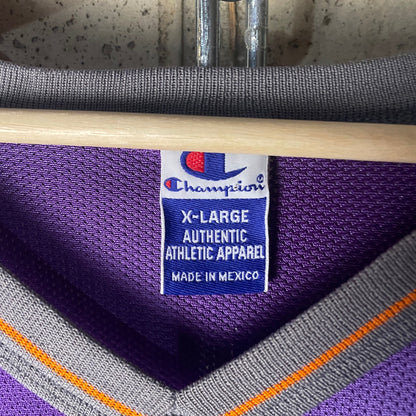 Champion
X-LARGE
AUTHENTIC
ATHLETIC APPAREL
MADE IN MEXICO